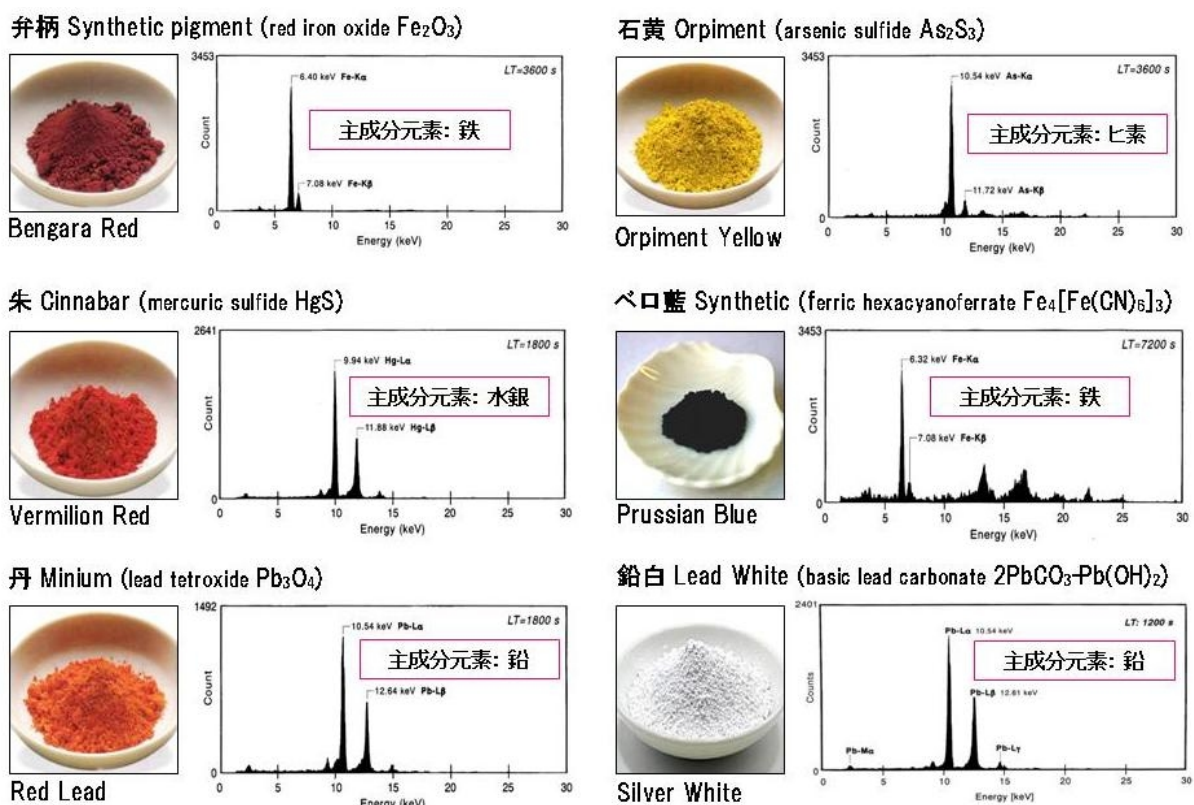 弁柄 Synthetic pigment (red iron oxide Fe₂O₃)
3453
LT=3600 s
6.40 keV Fe-Kα
主成分元素: 鉄
7.08 keV Fe-Kβ
Count
0
0 5 10 15 20 25 30
Energy (keV)
Bengara Red
石黄 Orpiment (arsenic sulfide As₂S₃)
3453
LT=3600 s
10.54 keV As-Kα
主成分元素: ヒ素
11.72 keV As-Kβ
Count
0
0 5 10 15 20 25 30
Energy (keV)
Orpiment Yellow
朱 Cinnabar (mercuric sulfide HgS)
2641
LT=1800 s
9.94 keV Hg-Lα
主成分元素: 水銀
11.88 keV Hg-Lβ
Count
0
0 5 10 15 20 25 30
Energy (keV)
Vermilion Red
ベロ藍 Synthetic (ferric hexacyanoferrate Fe₄[Fe(CN)₆]₃)
3453
LT=7200 s
6.32 keV Fe-Kα
主成分元素: 鉄
7.08 keV Fe-Kβ
Count
0
0 5 10 15 20 25 30
Energy (keV)
Prussian Blue
丹 Minium (lead tetroxide Pb₃O₄)
1492
LT=1800 s
10.54 keV Pb-Lα
主成分元素: 鉛
12.64 keV Pb-Lβ
Count
0
0 5 10 15 20 25 30
Energy (keV)
Red Lead
鉛白 Lead White (basic lead carbonate 2PbCO₃-Pb(OH)₂)
2401
LT: 1200 s
Pb-Lα 10.54 keV
主成分元素: 鉛
Pb-Lβ 12.61 keV
Pb-Mα
Pb-Lγ
Counts
0
0 5 10 15 20 25 30
Energy [keV]
Silver White